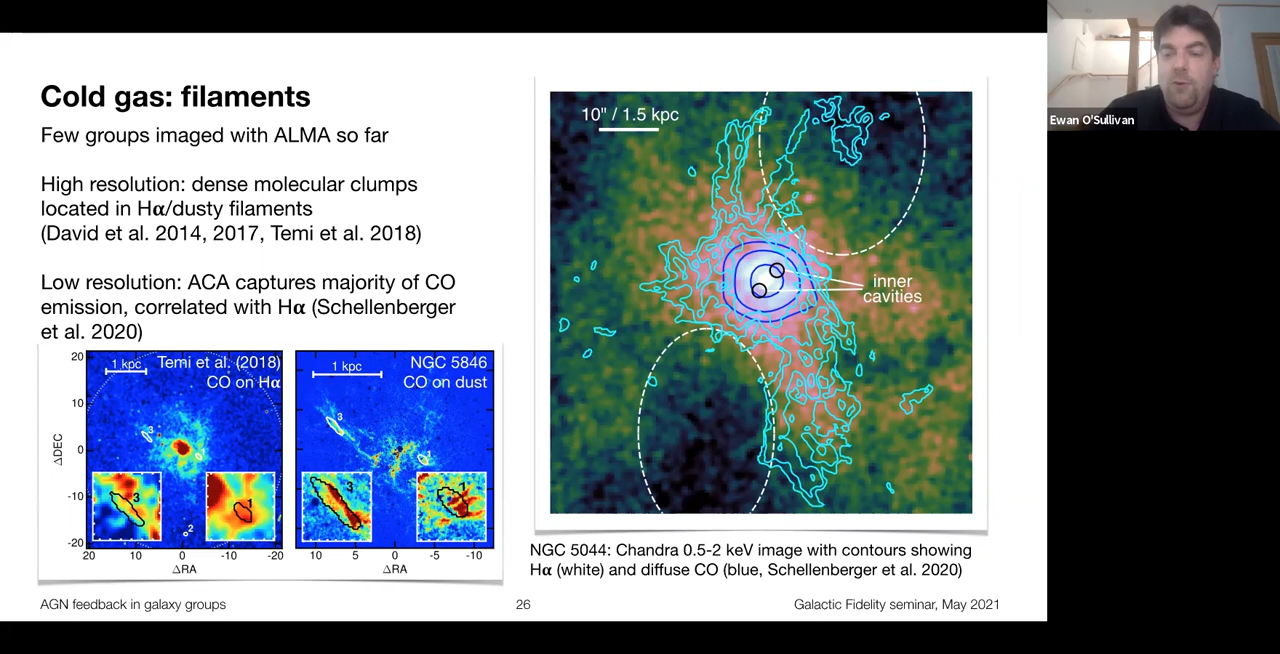 Cold gas: filaments
Few groups imaged with ALMA so far
High resolution: dense molecular clumps
located in Hα/dusty filaments
(David et al. 2014, 2017, Temi et al. 2018)
Low resolution: ACA captures majority of CO
emission, correlated with Hα (Schellenberger
et al. 2020)
20
10
0
-10
-20
ΔDEC
1 kpc
Temi et al. (2018)
CO on Hα
3
1
2
3
1
20
10
0
-10
-20
ΔRA
1 kpc
NGC 5846
CO on dust
3
1
3
1
10
5
0
-5
-10
ΔRA
10" / 1.5 kpc
inner
cavities
NGC 5044: Chandra 0.5-2 keV image with contours showing
Hα (white) and diffuse CO (blue, Schellenberger et al. 2020)
AGN feedback in galaxy groups
26
Galactic Fidelity seminar, May 2021
Ewan O'Sullivan